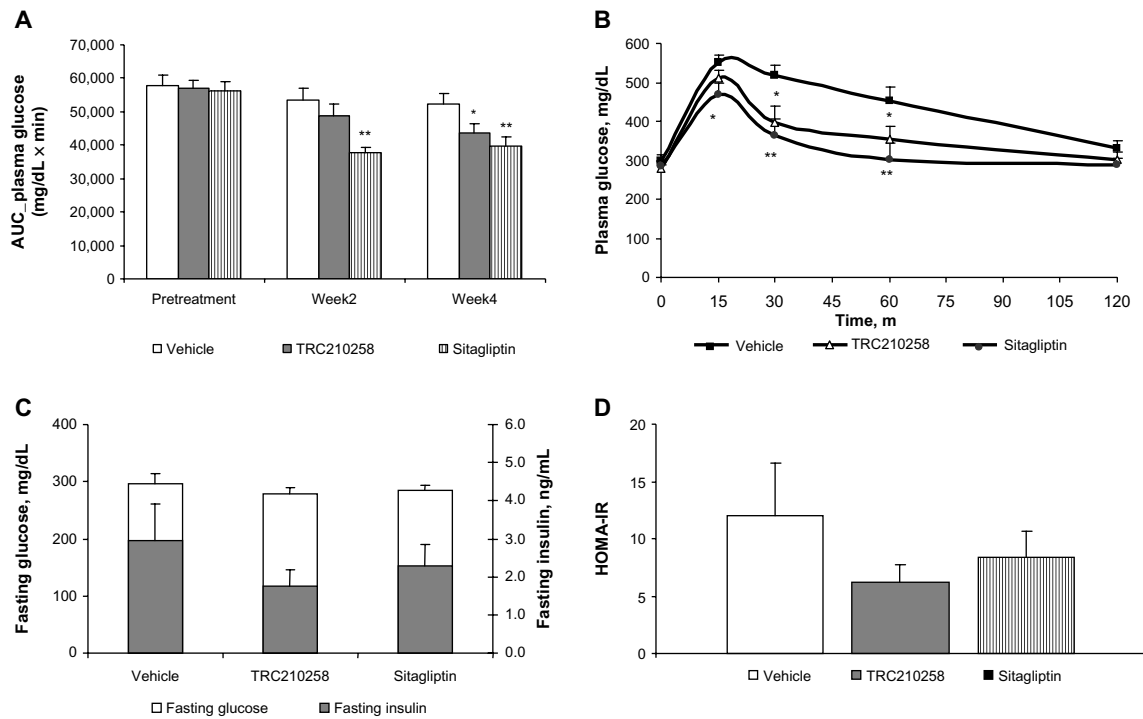 A
AUC_plasma glucose
(mg/dL × min)
70,000
60,000
50,000
40,000
30,000
20,000
10,000
0
**
*
**
Pretreatment Week2 Week4
Vehicle TRC210258 Sitagliptin
B
Plasma glucose, mg/dL
600
500
400
300
200
100
0
*
*
*
**
**
0 15 30 45 60 75 90 105 120
Time, m
Vehicle TRC210258 Sitagliptin
C
Fasting glucose, mg/dL
400
300
200
100
0
6.0
5.0
4.0
3.0
2.0
1.0
0.0
Fasting insulin, ng/mL
Vehicle TRC210258 Sitagliptin
Fasting glucose Fasting insulin
D
HOMA-IR
20
15
10
5
0
Vehicle TRC210258 Sitagliptin